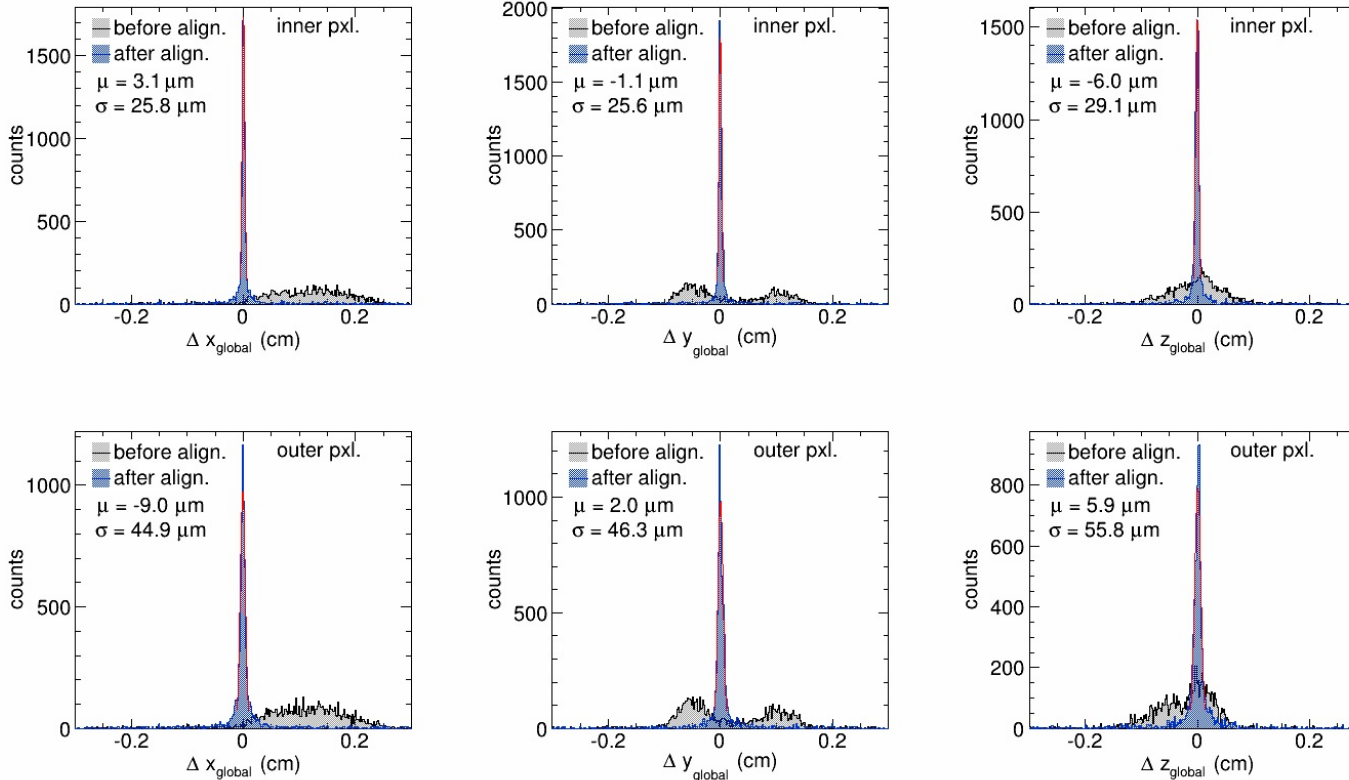 before align. inner pxl.
after align.
μ = 3.1 μm
σ = 25.8 μm
1500
1000
500
0
counts
-0.2 0 0.2
Δ x_global (cm)
2000
before align. inner pxl.
after align.
μ = -1.1 μm
σ = 25.6 μm
1500
1000
500
0
counts
-0.2 0 0.2
Δ y_global (cm)
before align. inner pxl.
after align.
μ = -6.0 μm
σ = 29.1 μm
1500
1000
500
0
counts
-0.2 0 0.2
Δ z_global (cm)
before align. outer pxl.
after align.
μ = -9.0 μm
σ = 44.9 μm
1000
500
0
counts
-0.2 0 0.2
Δ x_global (cm)
before align. outer pxl.
after align.
μ = 2.0 μm
σ = 46.3 μm
1000
500
0
counts
-0.2 0 0.2
Δ y_global (cm)
before align. outer pxl.
after align.
μ = 5.9 μm
σ = 55.8 μm
800
600
400
200
0
counts
-0.2 0 0.2
Δ z_global (cm)